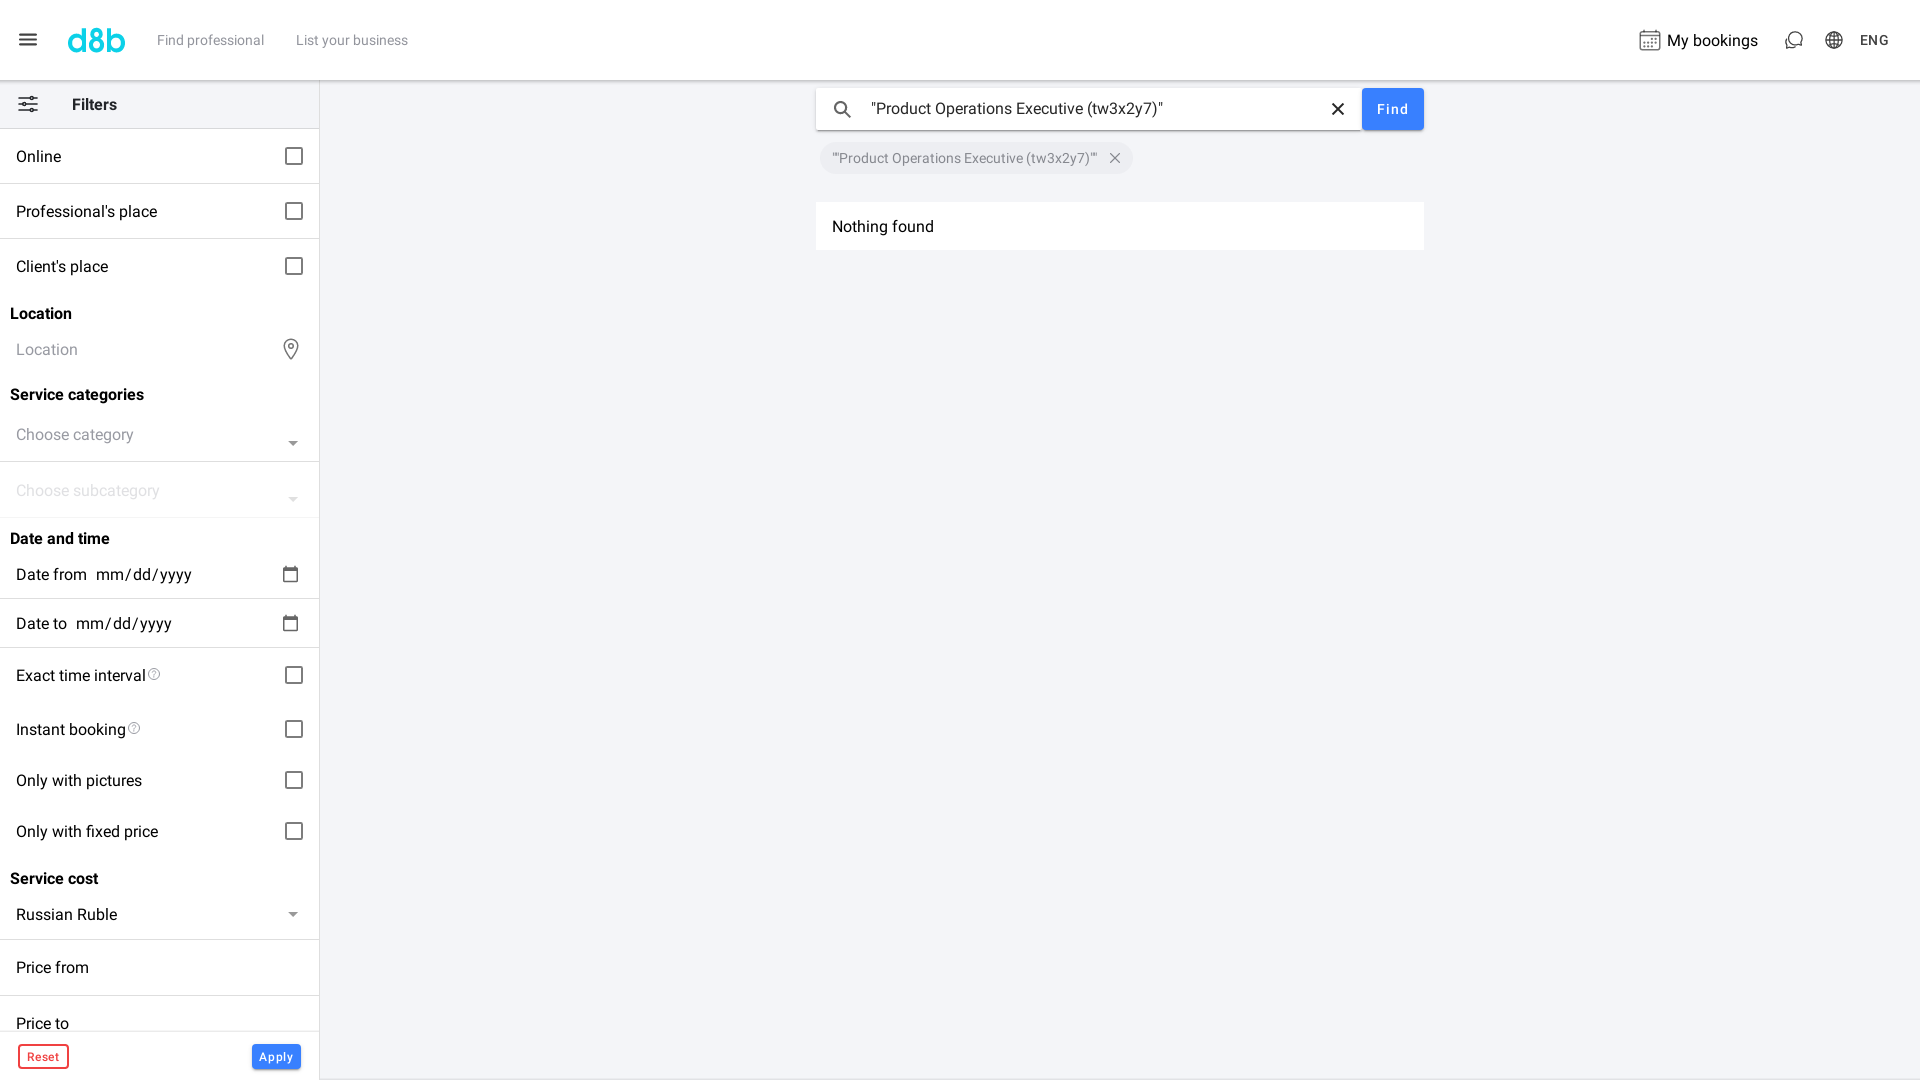 d8b
Find professional
List your business
My bookings
ENG
Filters
Online
Professional's place
Client's place
Location
Location
Service categories
Choose category
Choose subcategory
Date and time
Date from mm/dd/yyyy
Date to mm/dd/yyyy
Exact time interval
Instant booking
Only with pictures
Only with fixed price
Service cost
Russian Ruble
Price from
Price to
Reset
Apply
"Product Operations Executive (tw3x2y7)"
Find
""Product Operations Executive (tw3x2y7)""
Nothing found